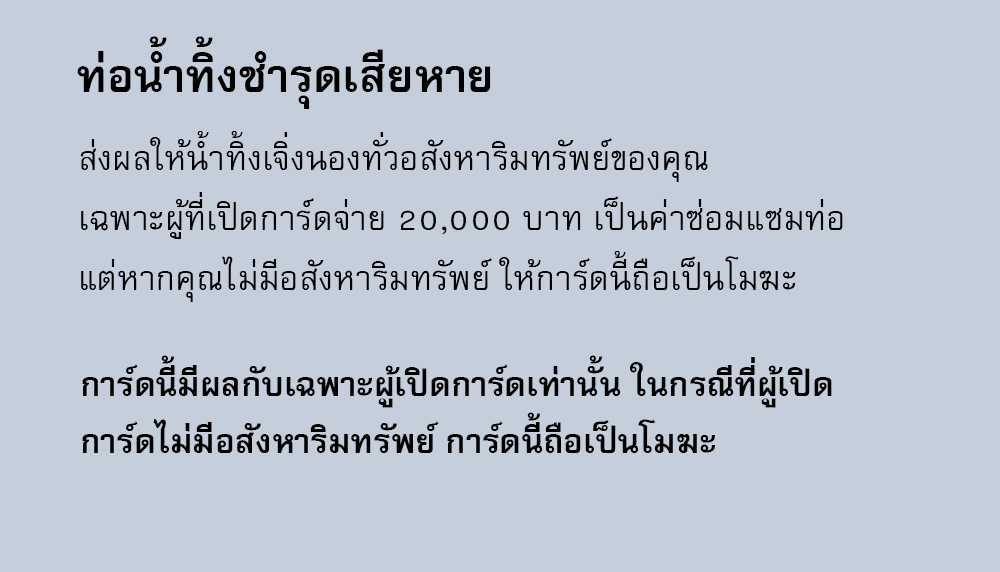 ท่อน้ำทิ้งชำรุดเสียหาย
ส่งผลให้น้ำทิ้งเจิ่งนองทั่วอสังหาริมทรัพย์ของคุณ
เฉพาะผู้ที่เปิดการ์ดจ่าย 20,000 บาท เป็นค่าซ่อมแซมท่อ
แต่หากคุณไม่มีอสังหาริมทรัพย์ ให้การ์ดนี้ถือเป็นโมฆะ
การ์ดนี้มีผลกับเฉพาะผู้เปิดการ์ดเท่านั้น ในกรณีที่ผู้เปิด
การ์ดไม่มีอสังหาริมทรัพย์ การ์ดนี้ถือเป็นโมฆะ